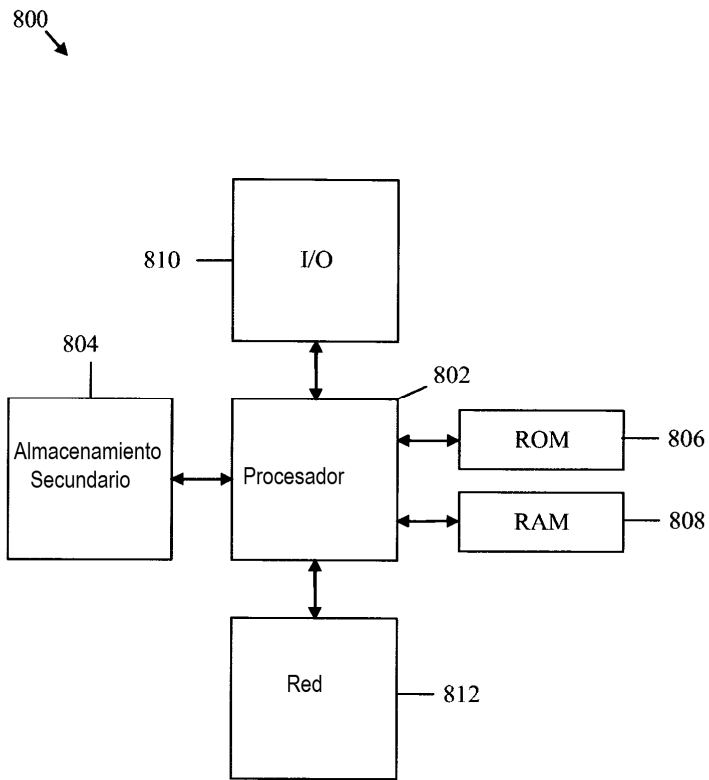 800
810
I/O
804
802
Almacenamiento
Secundario
Procesador
ROM
806
RAM
808
Red
812